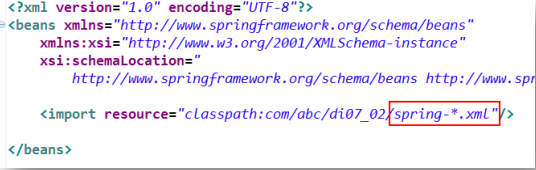 <?xml version="1.0" encoding="UTF-8"?>
<beans xmlns="http://www.springframework.org/schema/beans"
xmlns:xsi="http://www.w3.org/2001/XMLSchema-instance"
xsi:schemaLocation="
http://www.springframework.org/schema/beans http://www.spr
<import resource="classpath:com/abc/di07_02/spring-*.xml"/>
</beans>